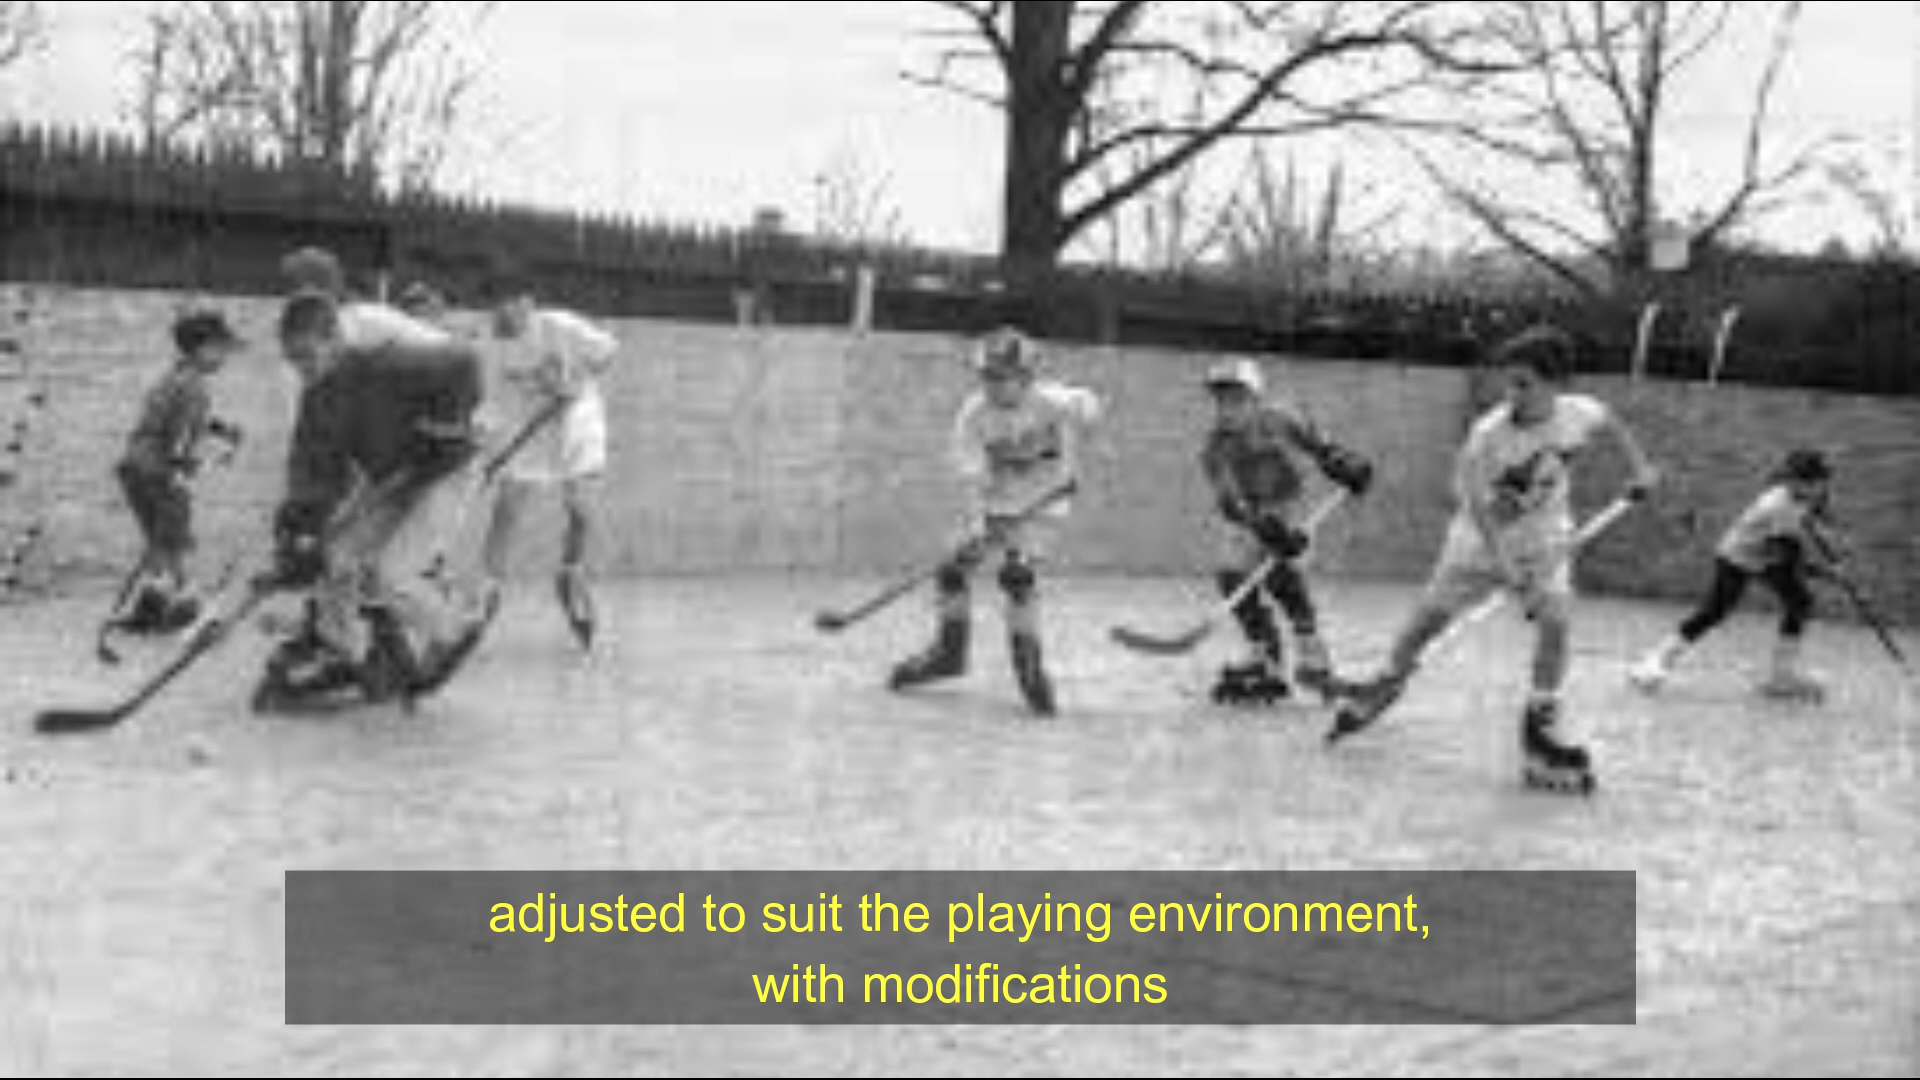 adjusted to suit the playing environment,
with modifications